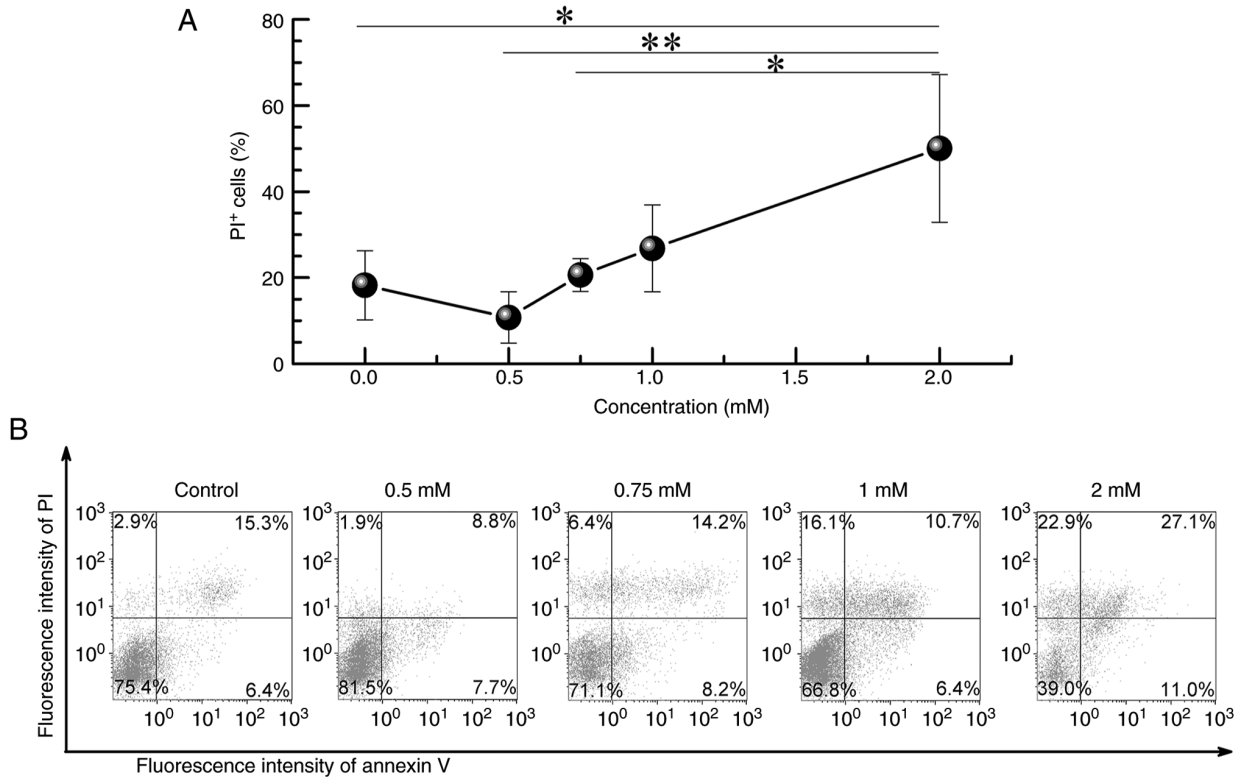 A
80
60
40
20
0
PI⁺ cells (%)
*
**
*
0.0 0.5 1.0 1.5 2.0
Concentration (mM)
B
Fluorescence intensity of PI
Control 0.5 mM 0.75 mM 1 mM 2 mM
10³ 2.9% 15.3% 10³ 1.9% 8.8% 10³ 6.4% 14.2% 10³ 16.1% 10.7% 10³ 22.9% 27.1%
10² 10² 10² 10² 10²
10¹ 10¹ 10¹ 10¹ 10¹
10⁰ 10⁰ 10⁰ 10⁰ 10⁰
75.4% 6.4% 81.5% 7.7% 71.1% 8.2% 66.8% 6.4% 39.0% 11.0%
10⁰ 10¹ 10² 10³ 10⁰ 10¹ 10² 10³ 10⁰ 10¹ 10² 10³ 10⁰ 10¹ 10² 10³ 10⁰ 10¹ 10² 10³
Fluorescence intensity of annexin V